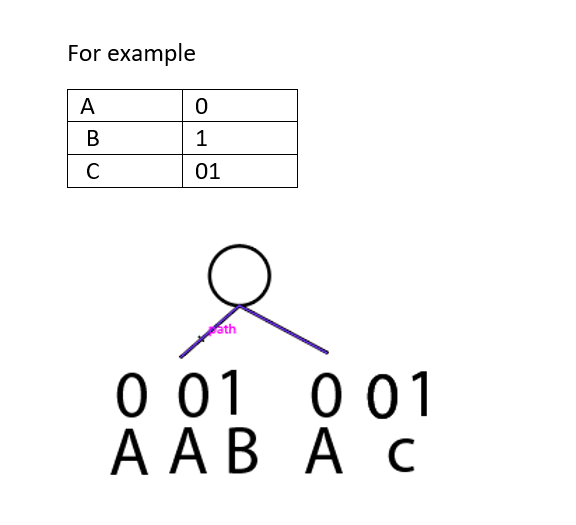 For example
A 0
B 1
C 01
path
0 01 0 01
A A B A c